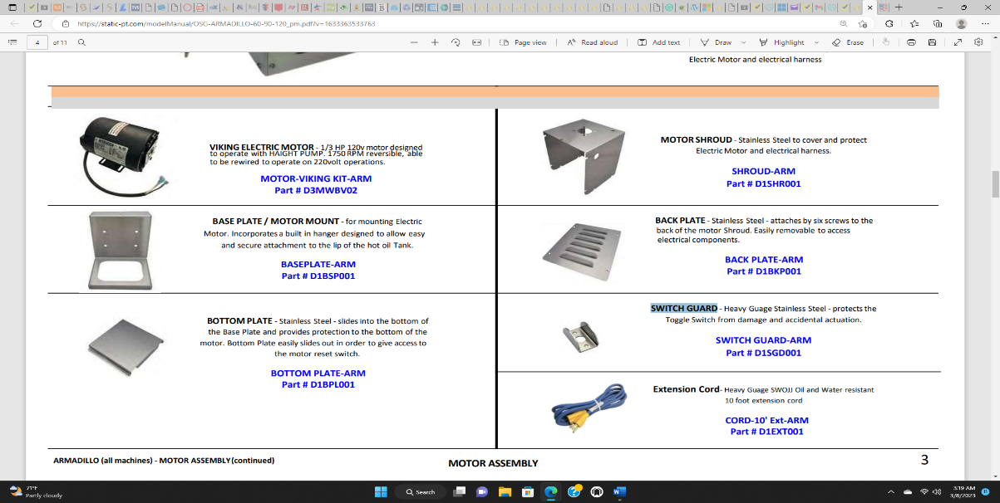 https://static-pt.com/modelManual/OSG-ARMADILLO-60-90-120_pm.pdf?v=1633363533763
4 of 11
Page view
Read aloud
Add text
Draw
Highlight
Erase
Electric Motor and electrical harness
VIKING ELECTRIC MOTOR - 1/3 HP 120v motor designed
to operate with HAIGHT PUMP. 1750 RPM reversible, able
to be rewired to operate on 220volt operations.
MOTOR-VIKING KIT-ARM
Part # D3MWBV02
BASE PLATE / MOTOR MOUNT - for mounting Electric
Motor. Incorporates a built in hanger designed to allow easy
and secure attachment to the lip of the hot oil Tank.
BASEPLATE-ARM
Part # D1BSP001
BOTTOM PLATE - Stainless Steel - slides into the bottom of
the Base Plate and provides protection to the bottom of the
motor. Bottom Plate easily slides out in order to give access to
the motor reset switch.
BOTTOM PLATE-ARM
Part # D1BPL001
MOTOR SHROUD - Stainless Steel to cover and protect
Electric Motor and electrical harness.
SHROUD-ARM
Part # D1SHR001
BACK PLATE - Stainless Steel - attaches by six screws to the
back of the motor Shroud. Easily removable to access
electrical components.
BACK PLATE-ARM
Part # D1BKP001
SWITCH GUARD - Heavy Guage Stainless Steel - protects the
Toggle Switch from damage and accidental actuation.
SWITCH GUARD-ARM
Part # D1SGD001
Extension Cord- Heavy Guage SWOJJ Oil and Water resistant
10 foot extension cord
CORD-10' Ext-ARM
Part # D1EXT001
ARMADILLO (all machines) - MOTOR ASSEMBLY (continued)
MOTOR ASSEMBLY
3
71°F
Partly cloudy
Search
3:19 AM
3/8/2023